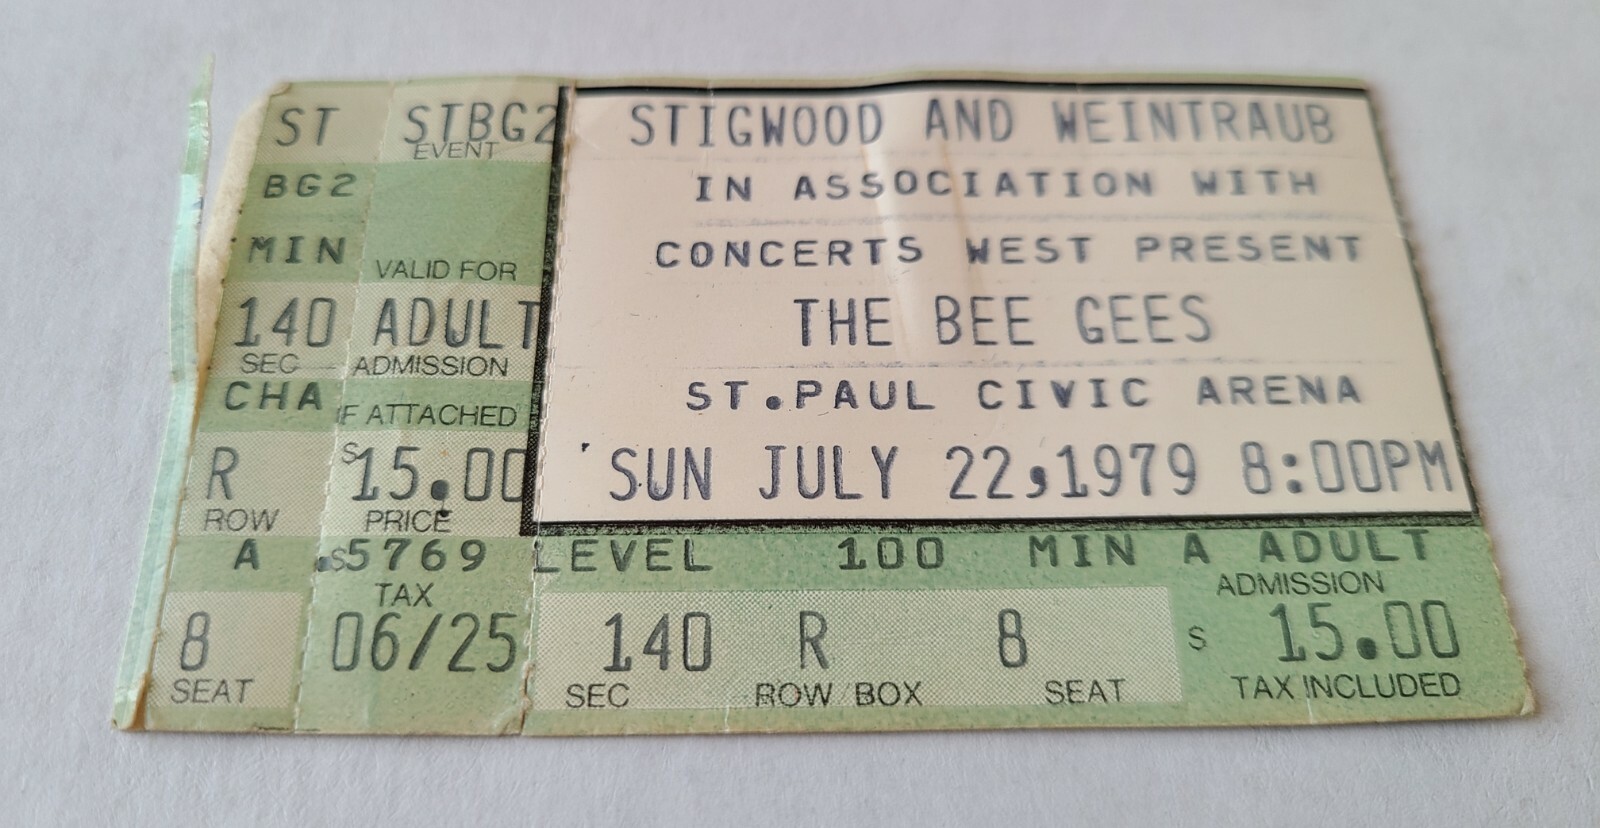 ST STBG2
EVENT
BG2
MIN
VALID FOR
140 ADULT
SEC ADMISSION
CHA IF ATTACHED
R $15.00
ROW PRICE
A .$5769
TAX
8 06/25
SEAT
STIGWOOD AND WEINTRAUB
IN ASSOCIATION WITH
CONCERTS WEST PRESENT
THE BEE GEES
ST.PAUL CIVIC ARENA
SUN JULY 22,1979 8:00PM
LEVEL 100 MIN A ADULT
ADMISSION
140 R 8 $ 15.00
SEC ROW/BOX SEAT TAX INCLUDED